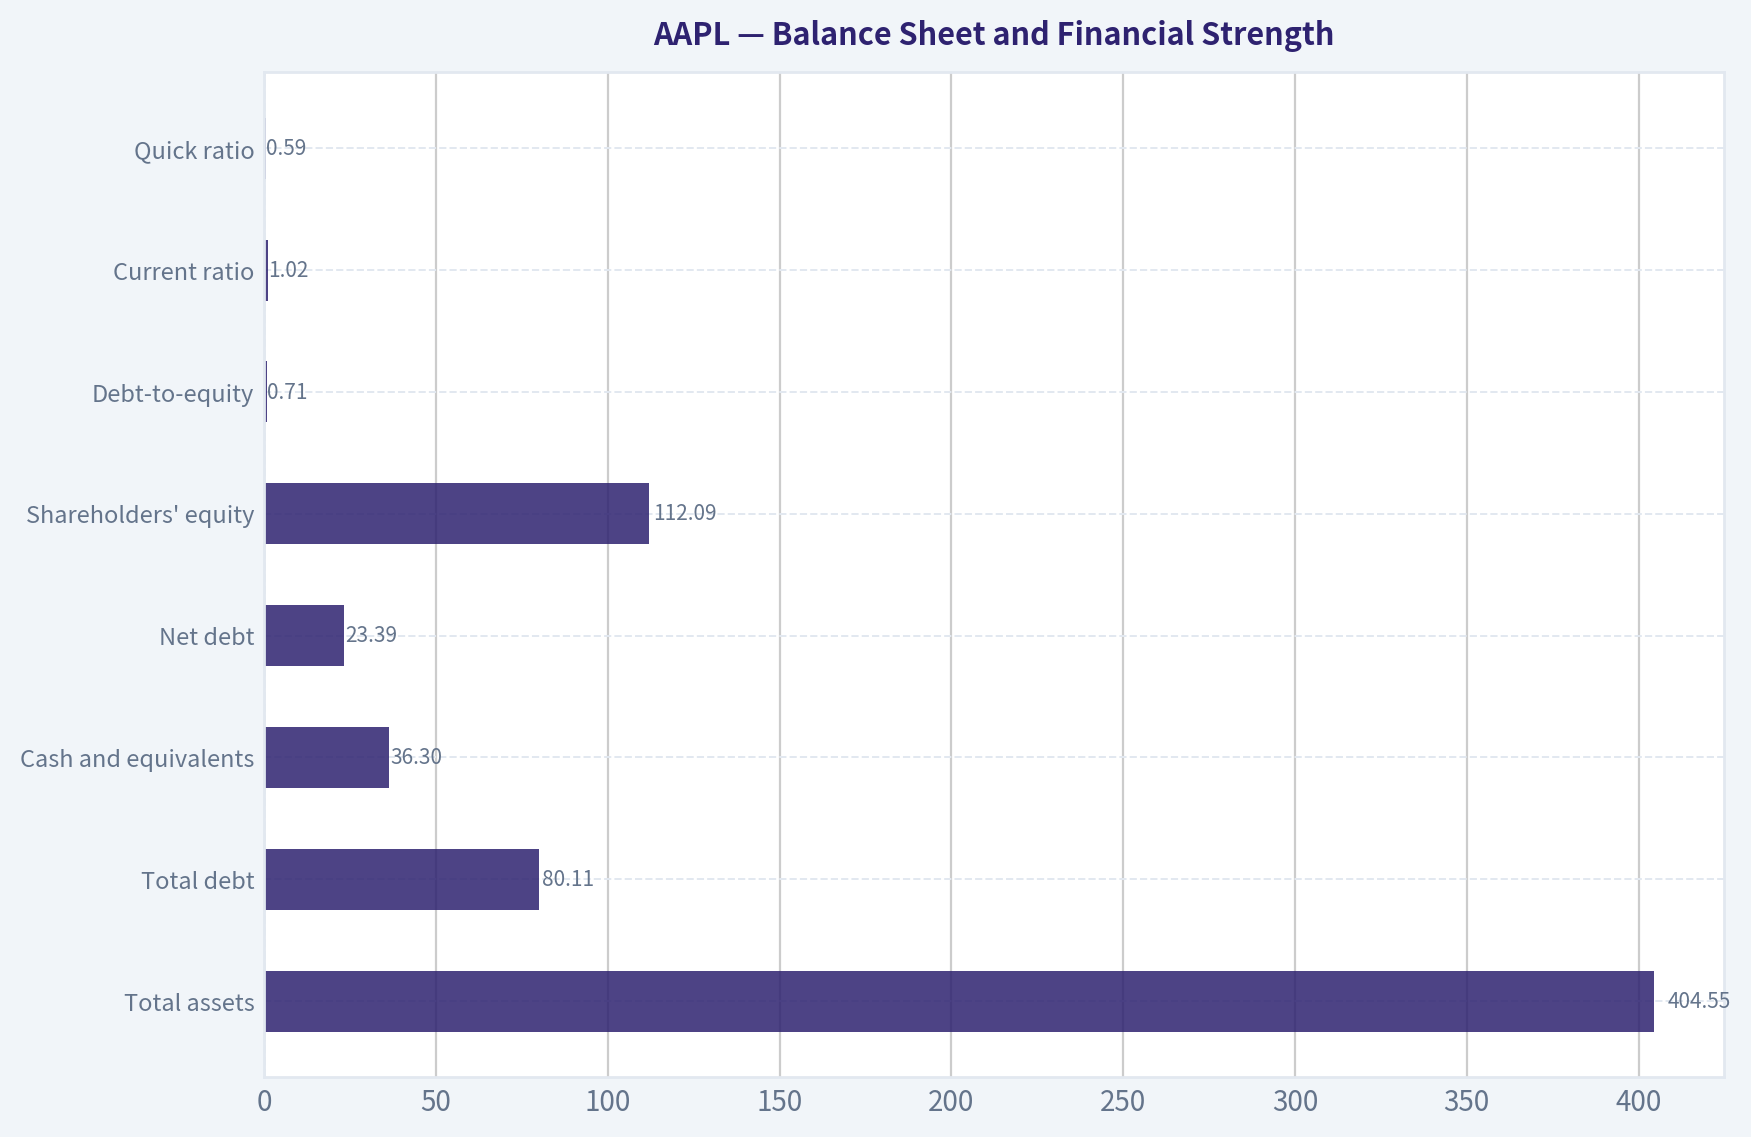 AAPL — Balance Sheet and Financial Strength
Quick ratio 0.59
Current ratio 1.02
Debt-to-equity 0.71
Shareholders' equity 112.09
Net debt 23.39
Cash and equivalents 36.30
Total debt 80.11
Total assets 404.55
0 50 100 150 200 250 300 350 400